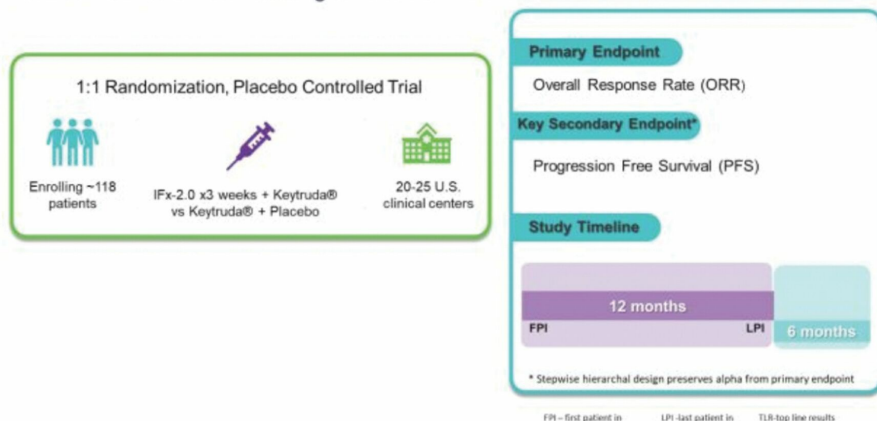 1:1 Randomization, Placebo Controlled Trial
Enrolling ~118
patients
IFx-2.0 x3 weeks + Keytruda®
vs Keytruda® + Placebo
20-25 U.S.
clinical centers
Primary Endpoint
Overall Response Rate (ORR)
Key Secondary Endpoint*
Progression Free Survival (PFS)
Study Timeline
12 months
FPI
LPI
6 months
* Stepwise hierarchal design preserves alpha from primary endpoint
FPI – first patient in
LPI -last patient in
TLR-top line results